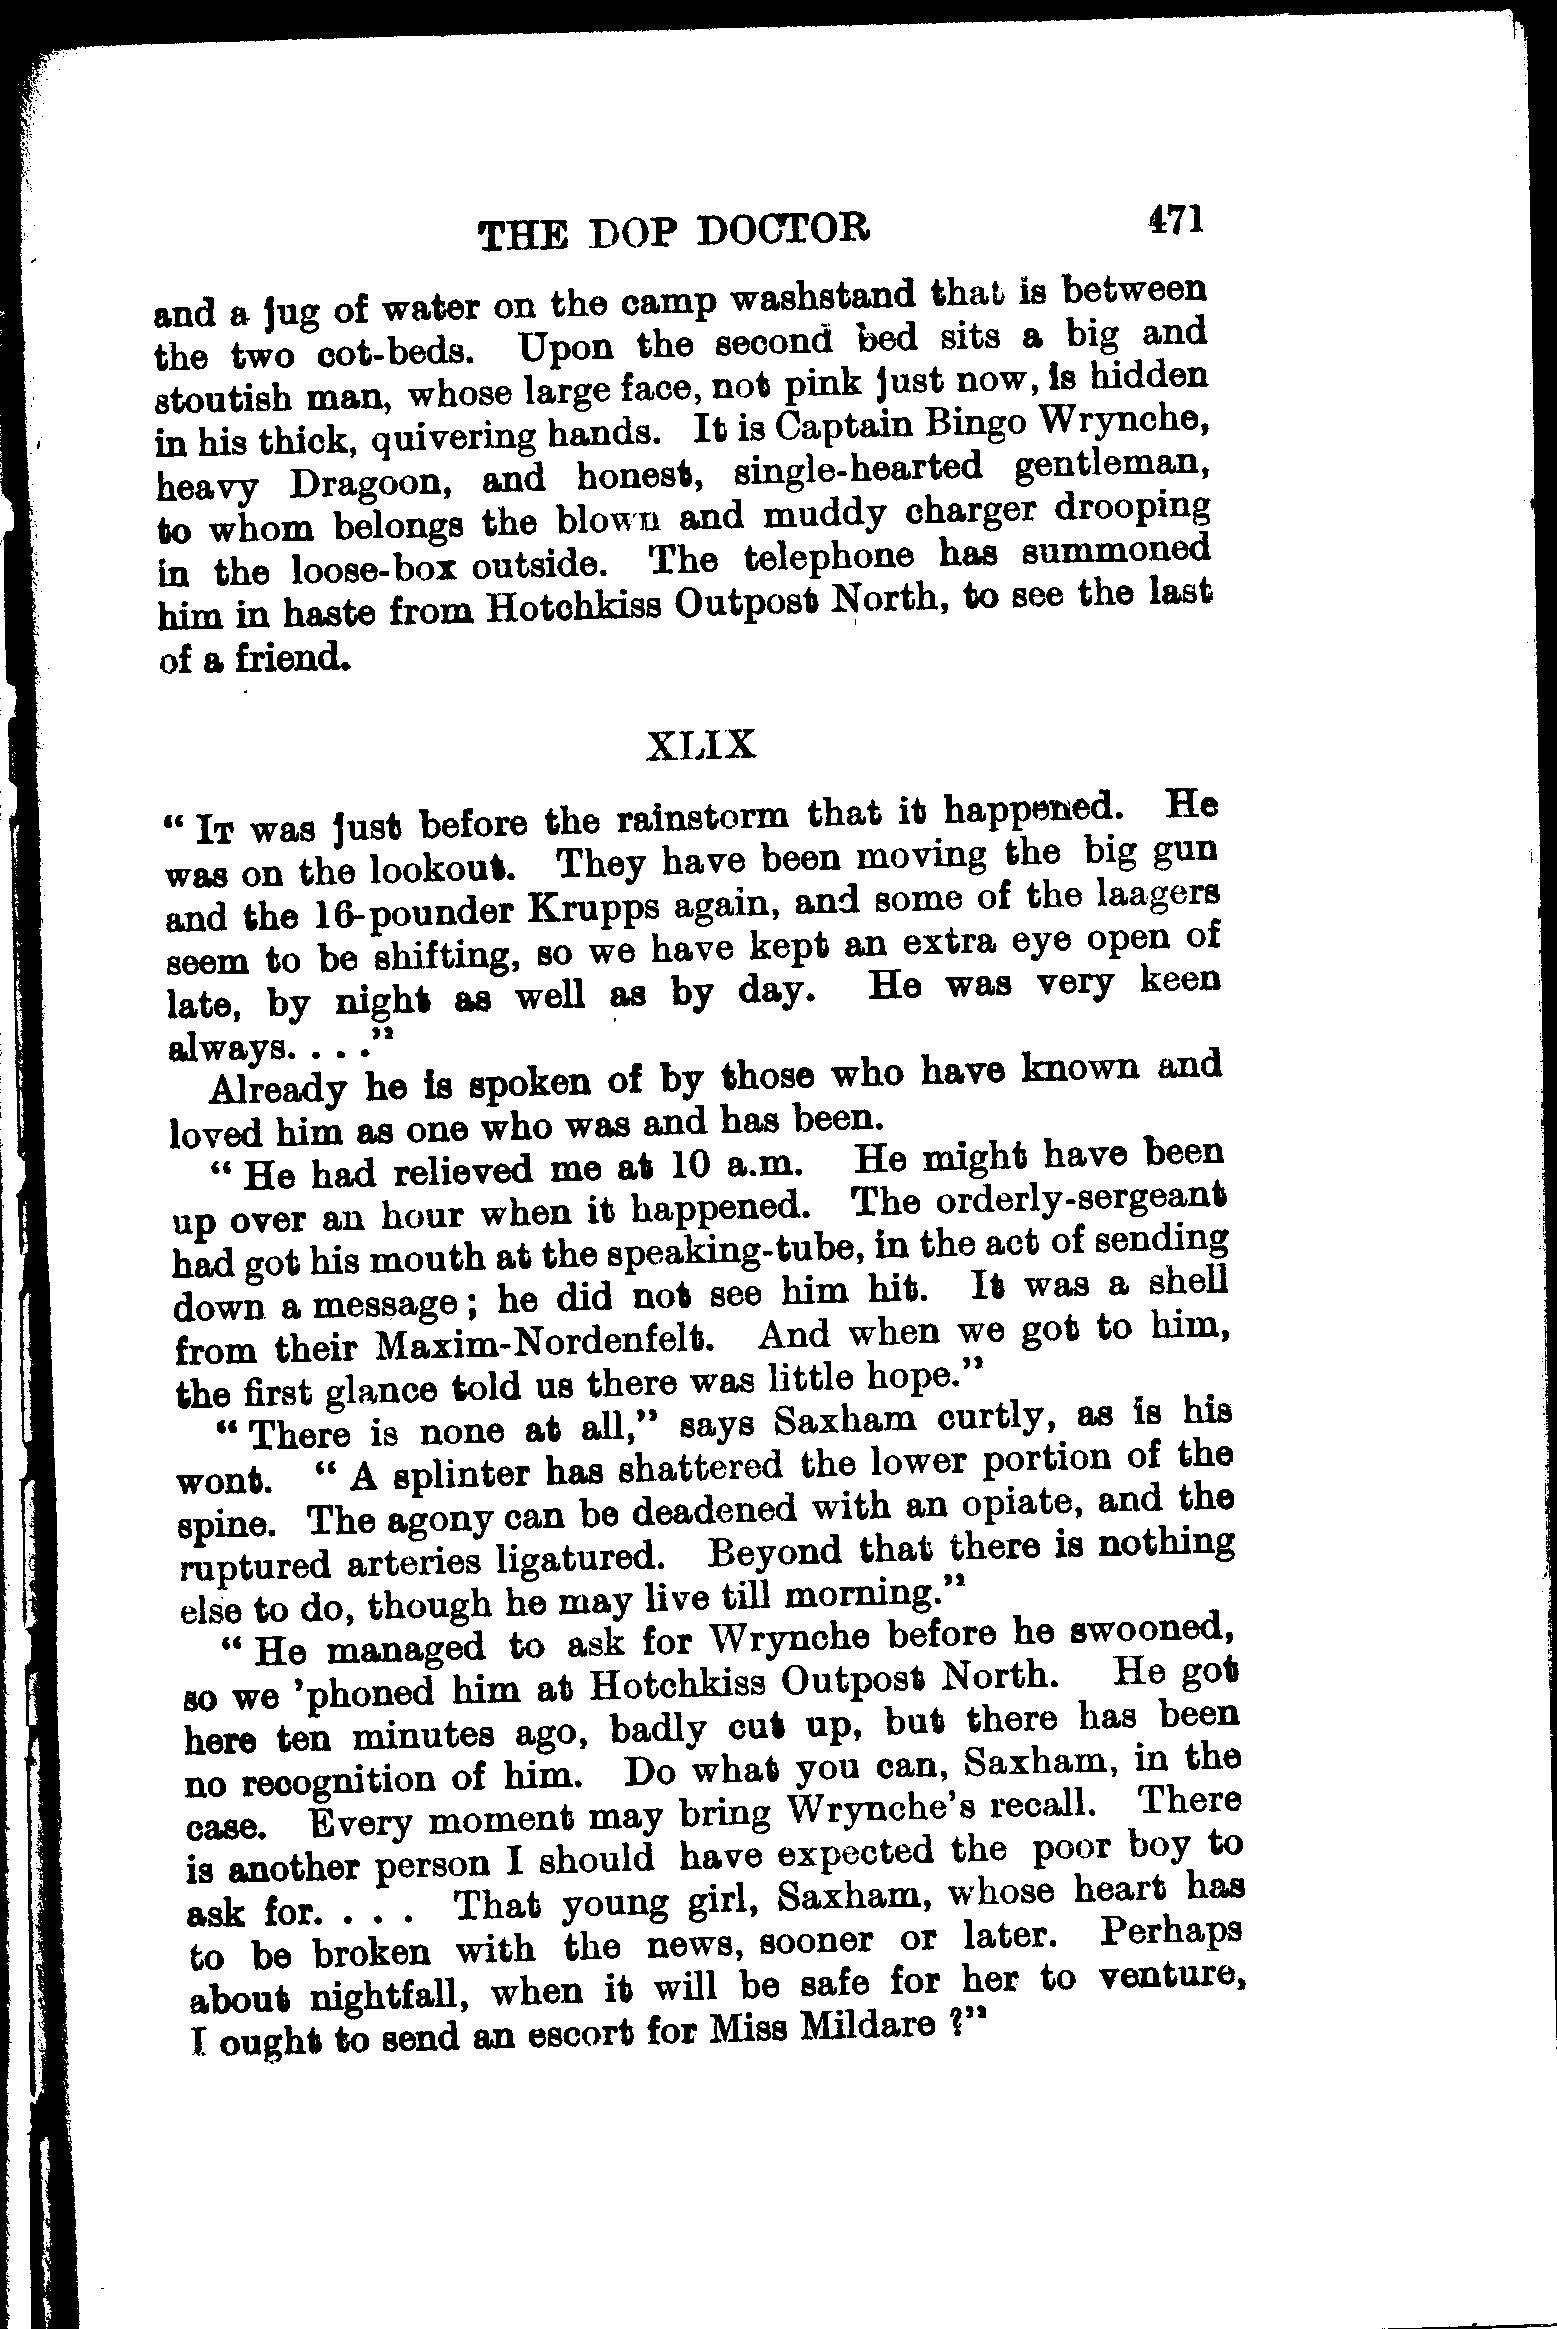 THE DOP DOCTOR 471
and a jug of water on the camp washstand that is between
the two cot-beds. Upon the second bed sits a big and
stoutish man, whose large face, not pink just now, is hidden
in his thick, quivering hands. It is Captain Bingo Wrynche,
heavy Dragoon, and honest, single-hearted gentleman,
to whom belongs the blown and muddy charger drooping
in the loose-box outside. The telephone has summoned
him in haste from Hotchkiss Outpost North, to see the last
of a friend.
XLIX
“ IT was just before the rainstorm that it happened. He
was on the lookout. They have been moving the big gun
and the 16-pounder Krupps again, and some of the laagers
seem to be shifting, so we have kept an extra eye open of
late, by night as well as by day. He was very keen
always. . . .”
Already he is spoken of by those who have known and
loved him as one who was and has been.
“ He had relieved me at 10 a.m. He might have been
up over an hour when it happened. The orderly-sergeant
had got his mouth at the speaking-tube, in the act of sending
down a message ; he did not see him hit. It was a shell
from their Maxim-Nordenfelt. And when we got to him,
the first glance told us there was little hope.”
“ There is none at all,” says Saxham curtly, as is his
wont. “ A splinter has shattered the lower portion of the
spine. The agony can be deadened with an opiate, and the
ruptured arteries ligatured. Beyond that there is nothing
else to do, though he may live till morning.”
“ He managed to ask for Wrynche before he swooned,
so we ’phoned him at Hotchkiss Outpost North. He got
here ten minutes ago, badly cut up, but there has been
no recognition of him. Do what you can, Saxham, in the
case. Every moment may bring Wrynche’s recall. There
is another person I should have expected the poor boy to
ask for. . . . That young girl, Saxham, whose heart has
to be broken with the news, sooner or later. Perhaps
about nightfall, when it will be safe for her to venture,
I ought to send an escort for Miss Mildare ?”